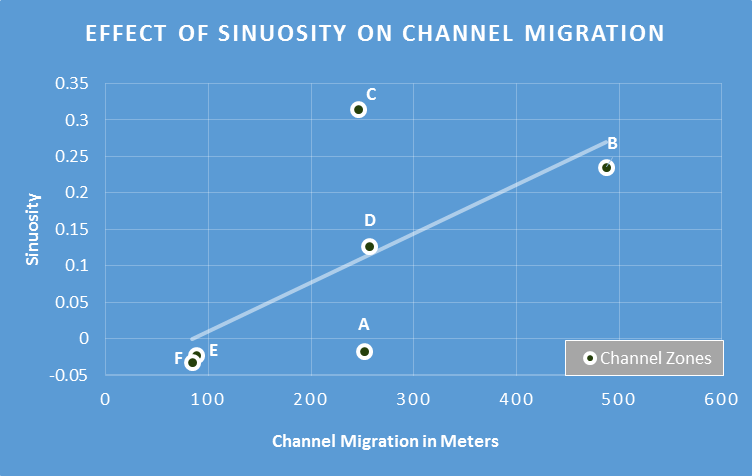 EFFECT OF SINUOSITY ON CHANNEL MIGRATION
0.35
0.3
0.25
0.2
0.15
0.1
0.05
0
-0.05
Sinuosity
C
B
D
A
F
E
Channel Zones
0 100 200 300 400 500 600
Channel Migration in Meters